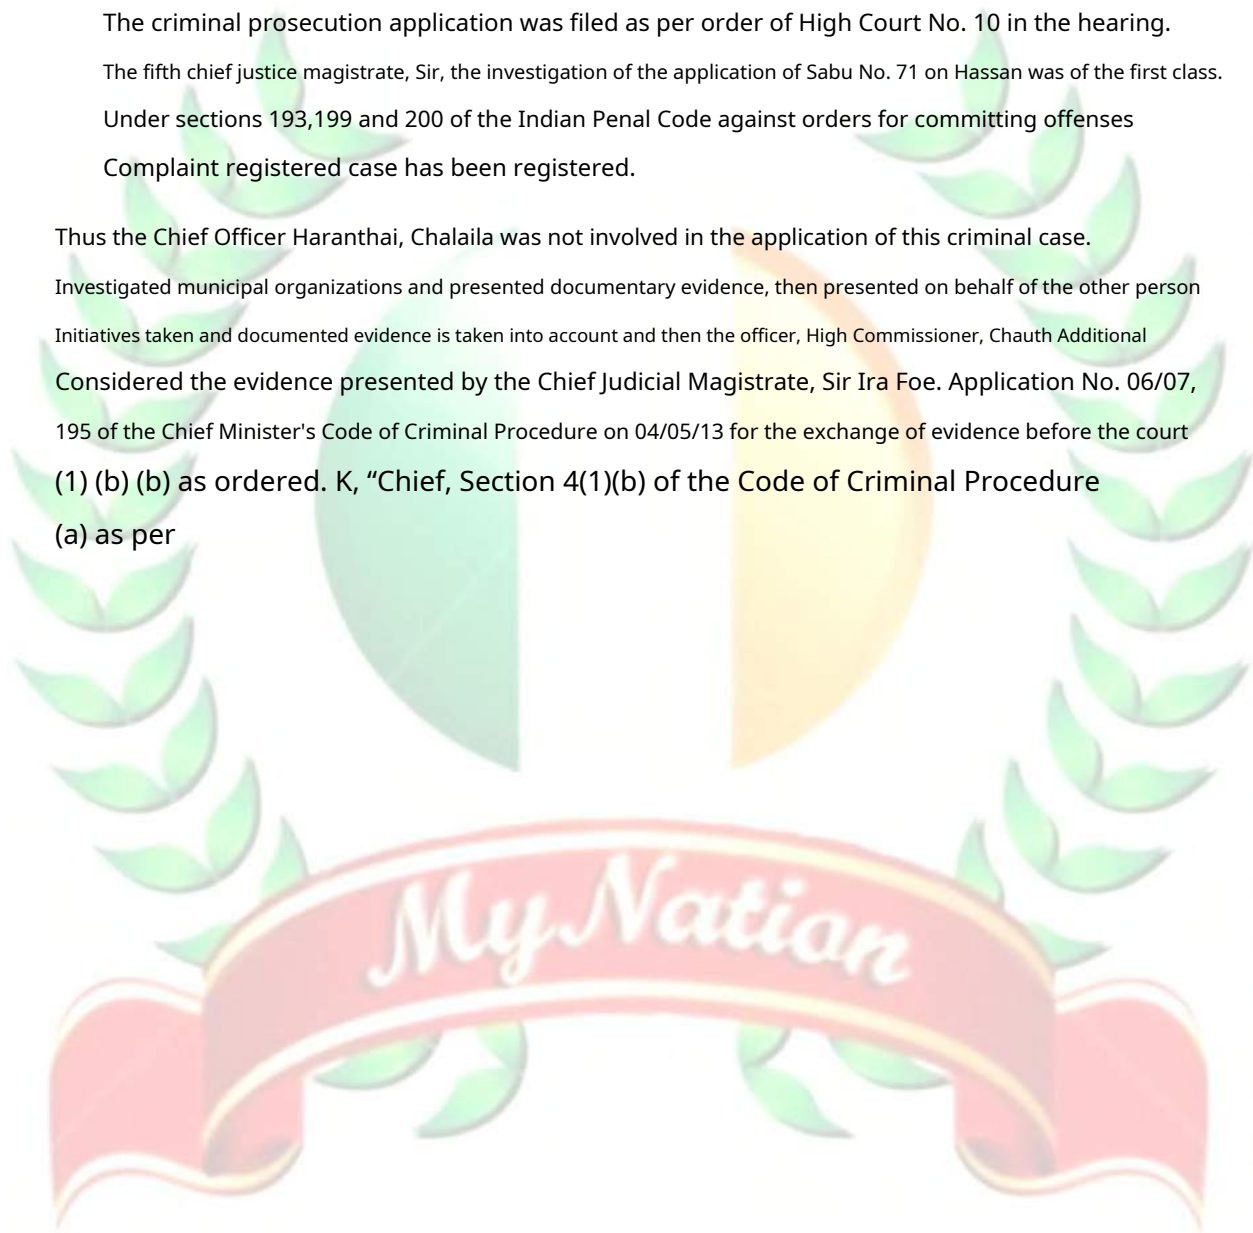 The criminal prosecution application was filed as per order of High Court No. 10 in the hearing.
The fifth chief justice magistrate, Sir, the investigation of the application of Sabu No. 71 on Hassan was of the first class.
Under sections 193,199 and 200 of the Indian Penal Code against orders for committing offenses
Complaint registered case has been registered.
Thus the Chief Officer Haranthai, Chalaila was not involved in the application of this criminal case.
Investigated municipal organizations and presented documentary evidence, then presented on behalf of the other person
Initiatives taken and documented evidence is taken into account and then the officer, High Commissioner, Chauth Additional
Considered the evidence presented by the Chief Judicial Magistrate, Sir Ira Foe. Application No. 06/07,
195 of the Chief Minister's Code of Criminal Procedure on 04/05/13 for the exchange of evidence before the court
(1) (b) (b) as ordered. K, “Chief, Section 4(1)(b) of the Code of Criminal Procedure
(a) as per
MyNation